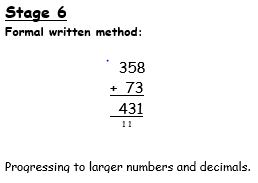 Stage 6
Formal written method:
358
+ 73
431
11
Progressing to larger numbers and decimals.